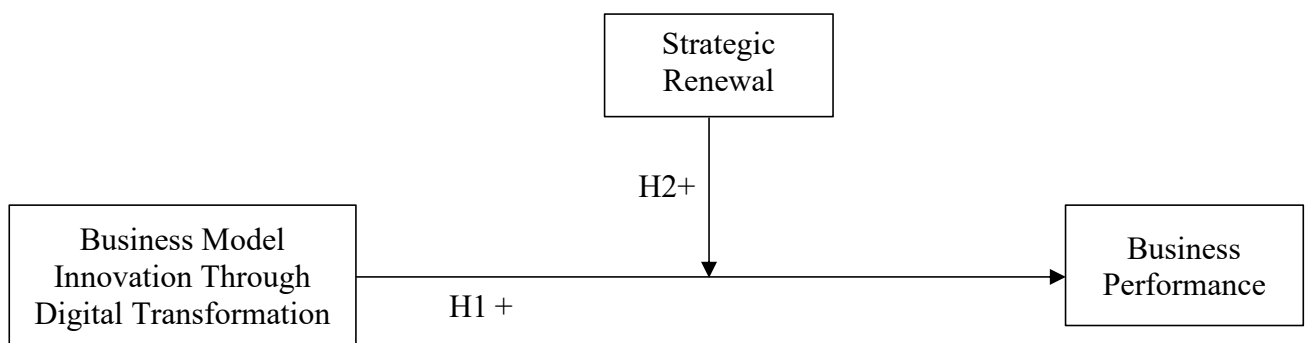 Strategic
Renewal
H2+
Business Model
Innovation Through
Digital Transformation
H1 +
Business
Performance